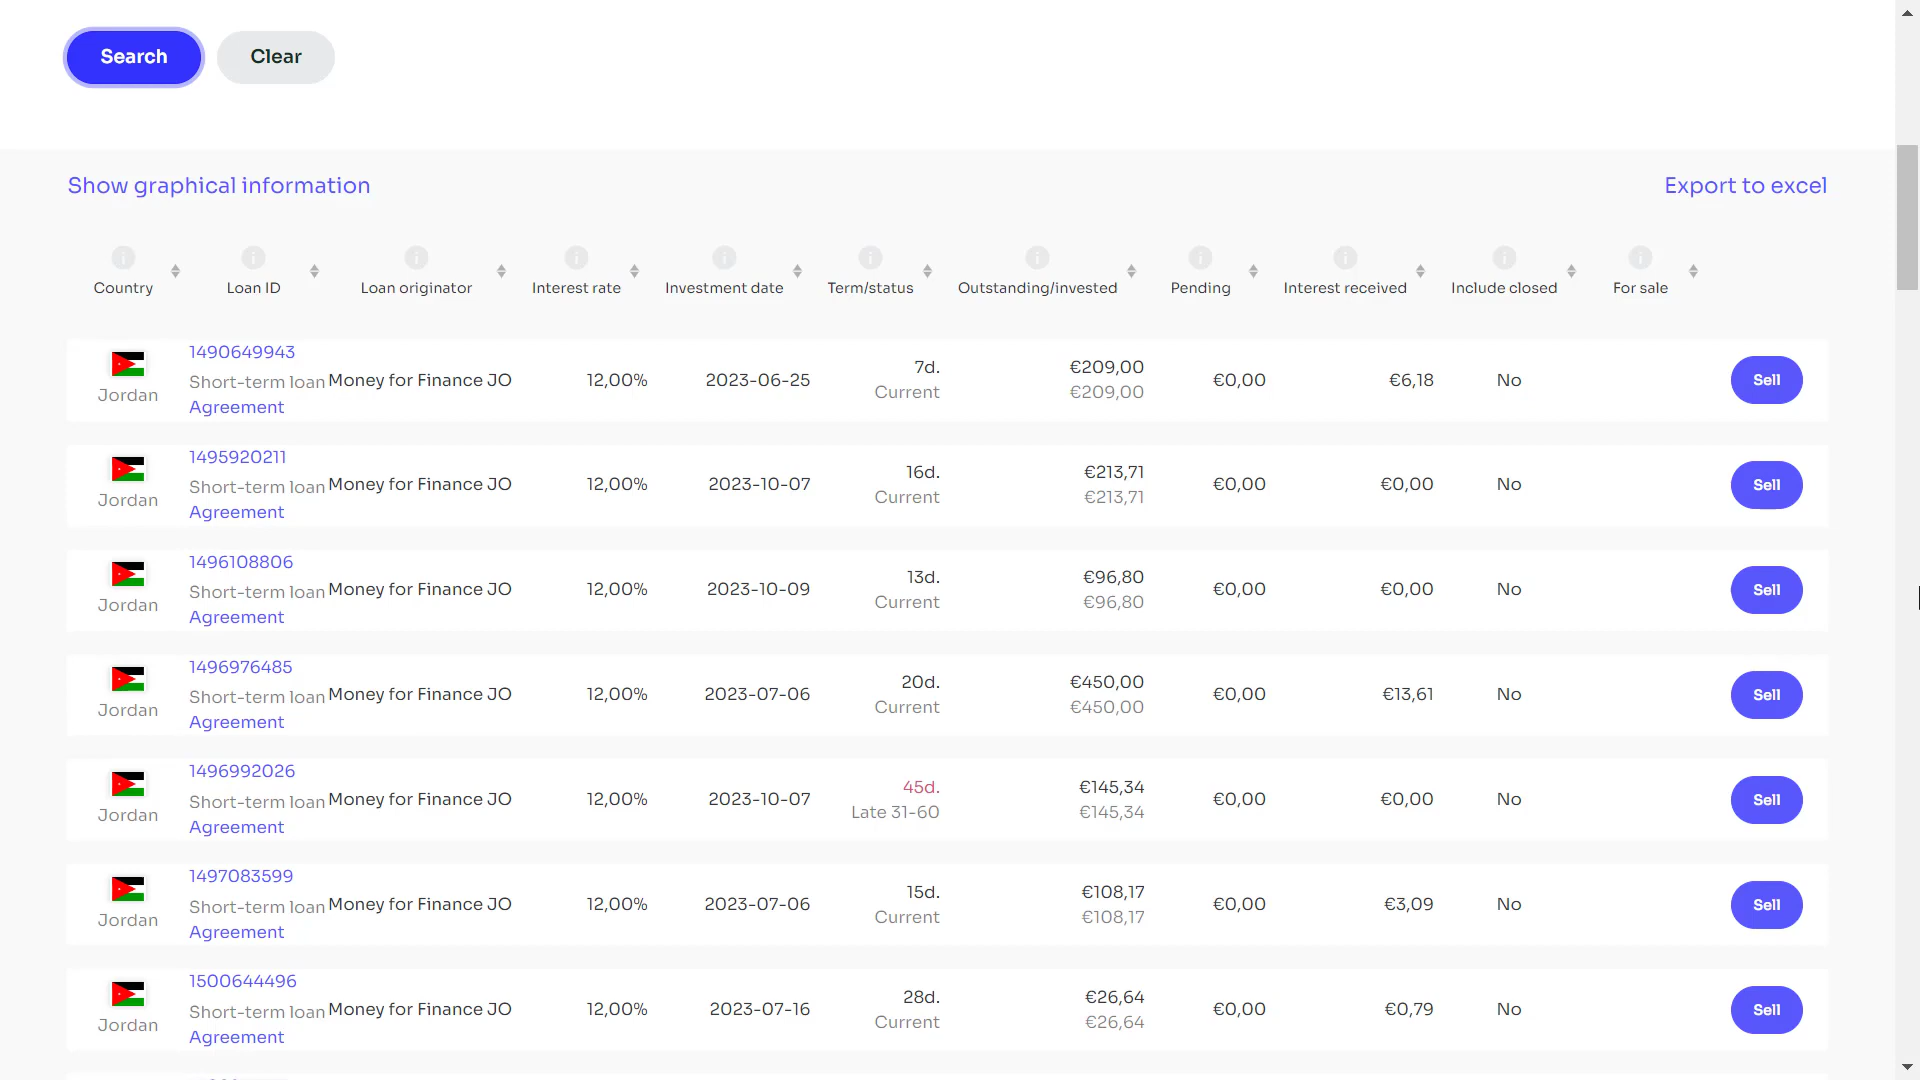 Search Clear
Show graphical information Export to excel
Country Loan ID Loan originator Interest rate Investment date Term/status Outstanding/invested Pending Interest received Include closed For sale
1490649943
Jordan Short-term loan Money for Finance JO 12,00% 2023-06-25 7d. €209,00 €0,00 €6,18 No Sell
Agreement Current €209,00
1495920211
Jordan Short-term loan Money for Finance JO 12,00% 2023-10-07 16d. €213,71 €0,00 €0,00 No Sell
Agreement Current €213,71
1496108806
Jordan Short-term loan Money for Finance JO 12,00% 2023-10-09 13d. €96,80 €0,00 €0,00 No Sell
Agreement Current €96,80
1496976485
Jordan Short-term loan Money for Finance JO 12,00% 2023-07-06 20d. €450,00 €0,00 €13,61 No Sell
Agreement Current €450,00
1496992026
Jordan Short-term loan Money for Finance JO 12,00% 2023-10-07 45d. €145,34 €0,00 €0,00 No Sell
Agreement Late 31-60 €145,34
1497083599
Jordan Short-term loan Money for Finance JO 12,00% 2023-07-06 15d. €108,17 €0,00 €3,09 No Sell
Agreement Current €108,17
1500644496
Jordan Short-term loan Money for Finance JO 12,00% 2023-07-16 28d. €26,64 €0,00 €0,79 No Sell
Agreement Current €26,64